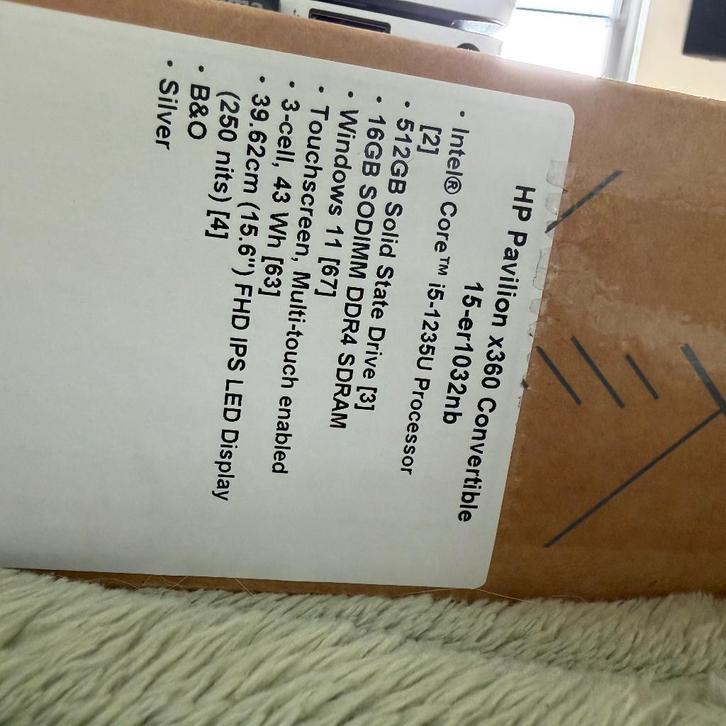 HP Pavilion x360 Convertible
15-er1032nb
• Intel® Core™ i5-1235U Processor
[2]
• 512GB Solid State Drive [3]
• 16GB SODIMM DDR4 SDRAM
• Windows 11 [67]
• Touchscreen, Multi-touch enabled
• 3-cell, 43 Wh [63]
• 39.62cm (15.6") FHD IPS LED Display
(250 nits) [4]
• B&O
• Silver